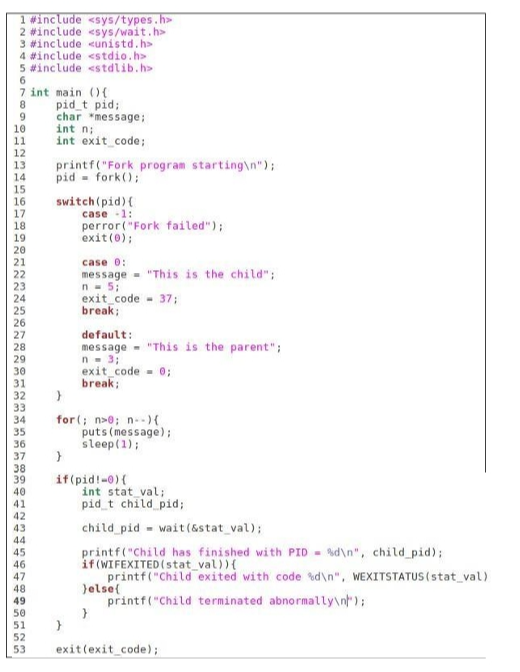 1 #include <sys/types.h>
2 #include <sys/wait.h>
3 #include <unistd.h>
4 #include <stdio.h>
5 #include <stdlib.h>
6
7 int main (){
8     pid_t pid;
9     char *message;
10     int n;
11     int exit_code;
12
13     printf("Fork program starting\n");
14     pid = fork();
15
16     switch(pid){
17         case -1:
18         perror("Fork failed");
19         exit(0);
20
21         case 0:
22         message = "This is the child";
23         n = 5;
24         exit_code = 37;
25         break;
26
27         default:
28         message = "This is the parent";
29         n = 3;
30         exit_code = 0;
31         break;
32     }
33
34     for(; n>0; n--){
35         puts(message);
36         sleep(1);
37     }
38
39     if(pid!=0){
40         int stat_val;
41         pid_t child_pid;
42
43         child_pid = wait(&stat_val);
44
45         printf("Child has finished with PID = %d\n", child_pid);
46         if(WIFEXITED(stat_val)){
47             printf("Child exited with code %d\n", WEXITSTATUS(stat_val)
48         }else{
49             printf("Child terminated abnormally\n");
50         }
51     }
52
53     exit(exit_code);